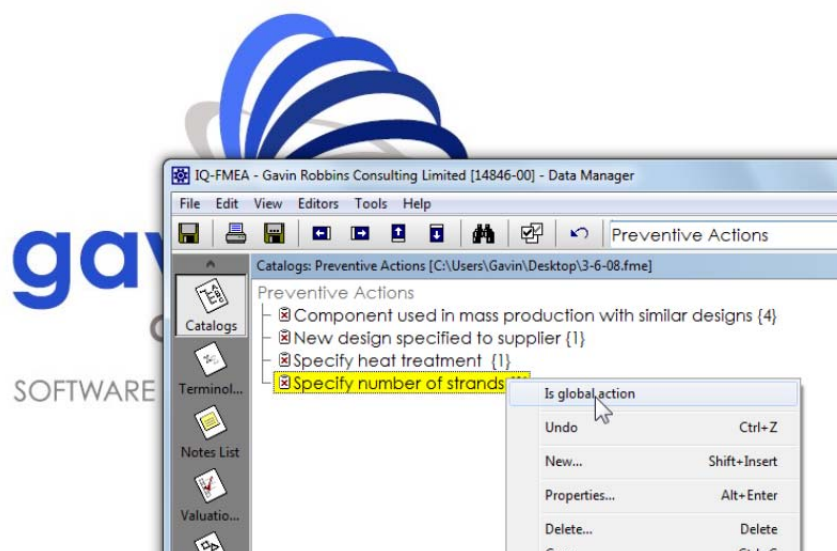 IQ-FMEA - Gavin Robbins Consulting Limited [14846-00] - Data Manager
File Edit View Editors Tools Help
gav
Preventive Actions
Catalogs: Preventive Actions [C:\Users\Gavin\Desktop\3-6-08.fme]
Preventive Actions
Component used in mass production with similar designs {4}
New design specified to supplier {1}
Specify heat treatment {1}
Specify number of strands
Catalogs
SOFTWARE
Terminol...
Notes List
Valuatio...
Is global action
Undo Ctrl+Z
New... Shift+Insert
Properties... Alt+Enter
Delete... Delete